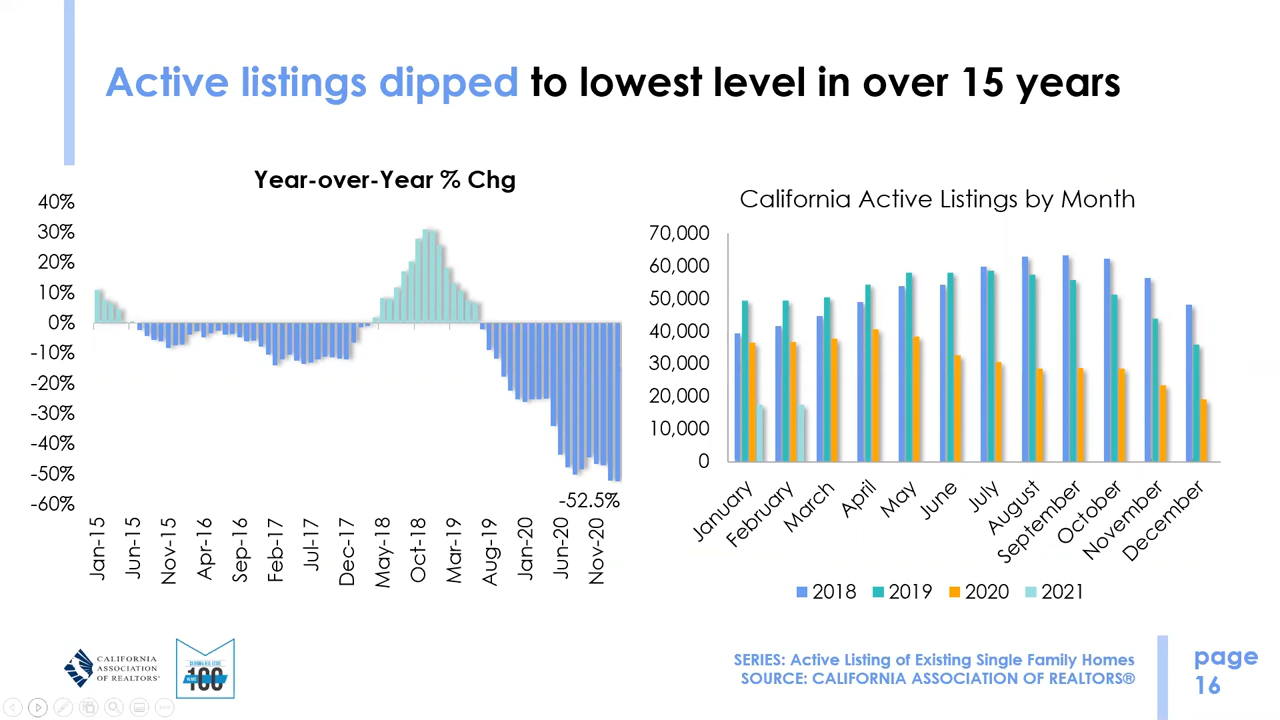 Active listings dipped to lowest level in over 15 years
Year-over-Year % Chg
40%
30%
20%
10%
0%
-10%
-20%
-30%
-40%
-50%
-60%
-52.5%
Jan-15
Jun-15
Nov-15
Apr-16
Sep-16
Feb-17
Jul-17
Dec-17
May-18
Oct-18
Mar-19
Aug-19
Jan-20
Jun-20
Nov-20
California Active Listings by Month
70,000
60,000
50,000
40,000
30,000
20,000
10,000
0
January
February
March
April
May
June
July
August
September
October
November
December
2018 2019 2020 2021
CALIFORNIA
ASSOCIATION
OF REALTORS®
100
SERIES: Active Listing of Existing Single Family Homes
SOURCE: CALIFORNIA ASSOCIATION OF REALTORS®
page
16